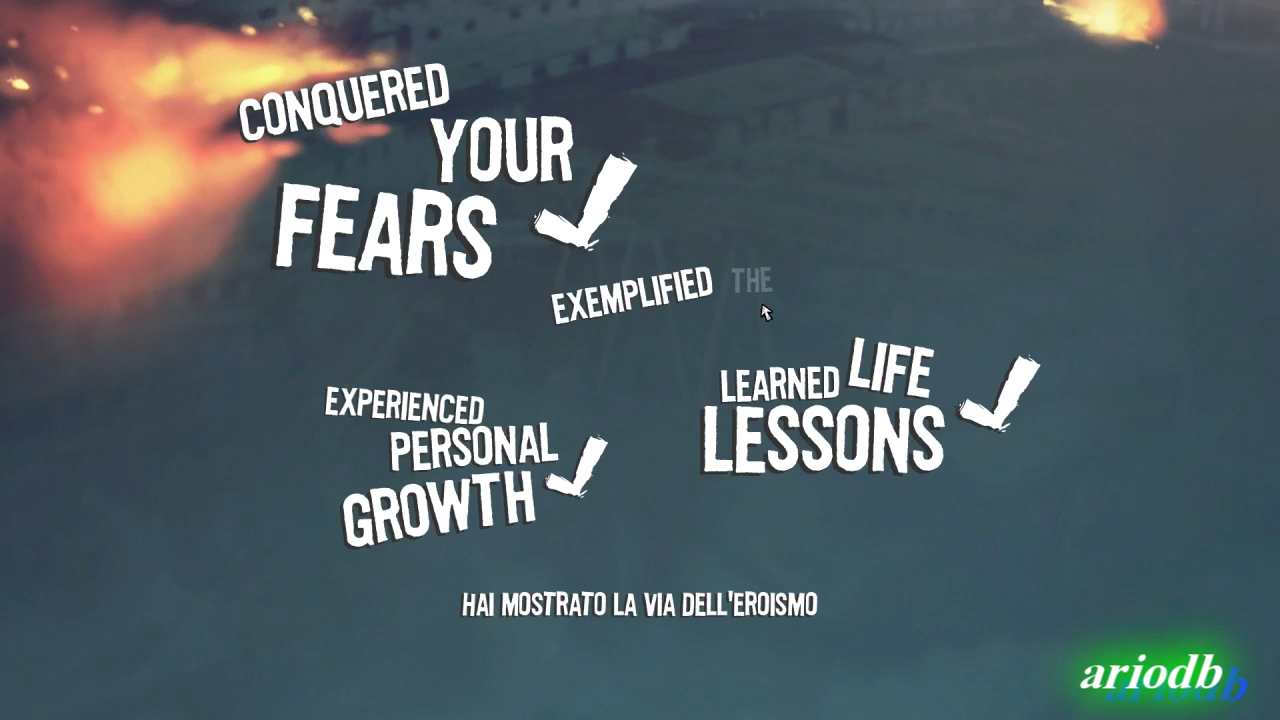 CONQUERED
YOUR
FEARS
EXEMPLIFIED THE
EXPERIENCED
PERSONAL
GROWTH
LEARNED LIFE
LESSONS
HAI MOSTRATO LA VIA DELL'EROISMO
ariodb